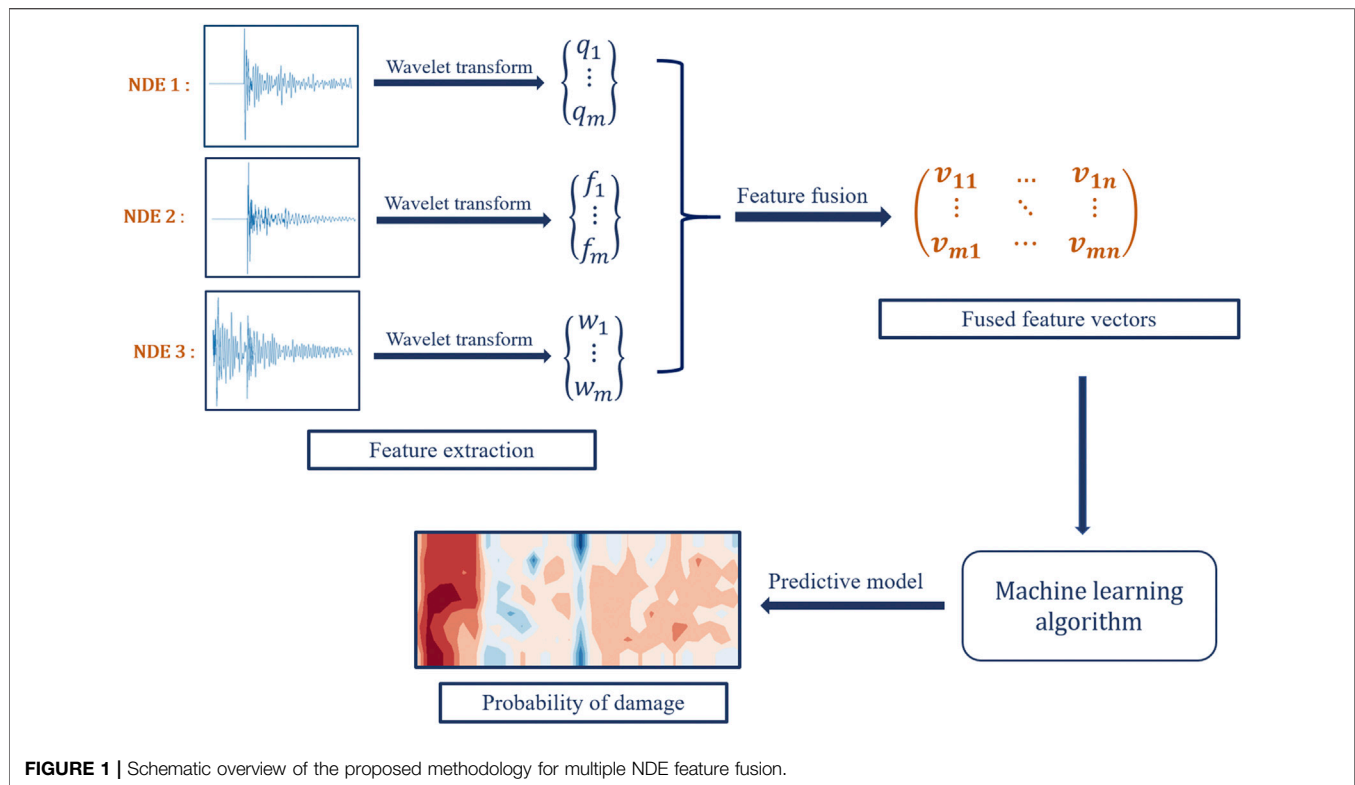 NDE 1 :
Wavelet transform
q1
⋮
qm
NDE 2 :
Wavelet transform
f1
⋮
fm
NDE 3 :
Wavelet transform
w1
⋮
wm
Feature extraction
Feature fusion
v11 … v1n
⋮ ⋱ ⋮
vm1 … vmn
Fused feature vectors
Machine learning
algorithm
Predictive model
Probability of damage
FIGURE 1 | Schematic overview of the proposed methodology for multiple NDE feature fusion.